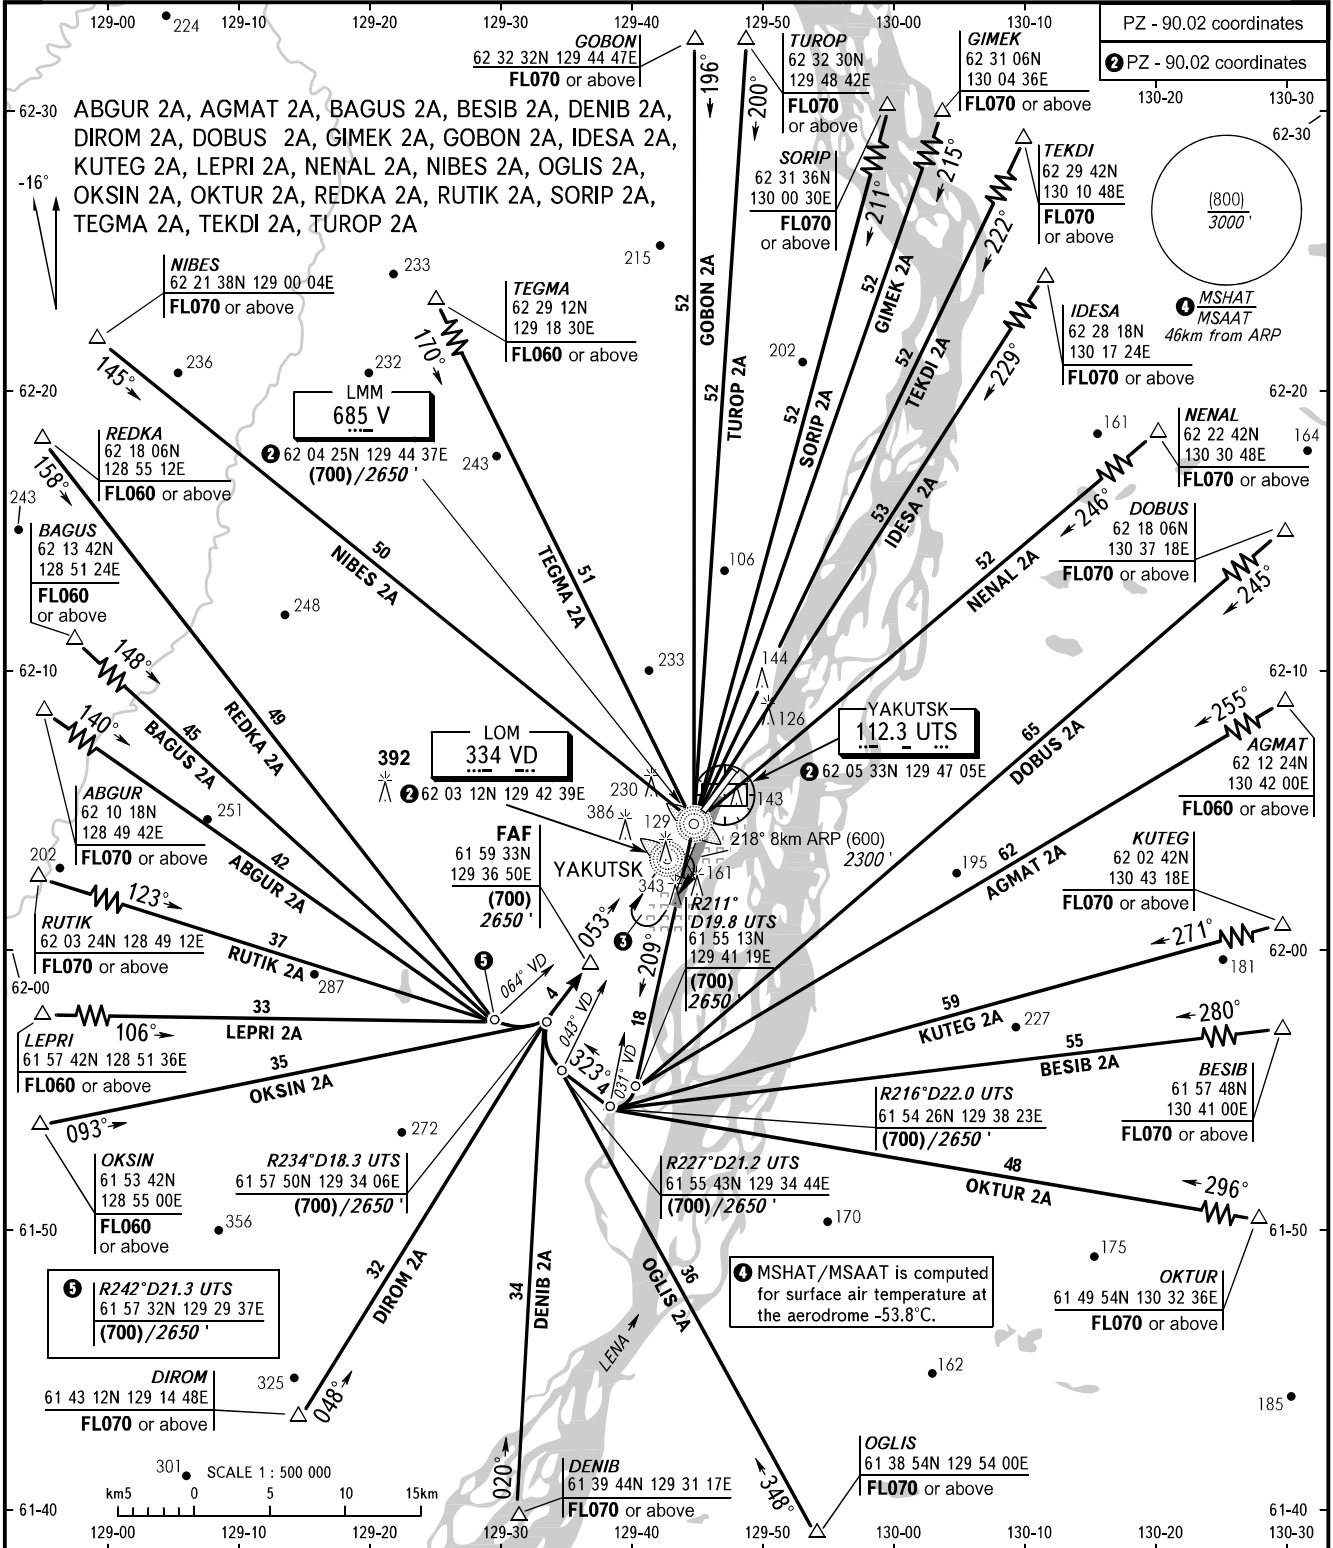 129-00
129-10
129-20
129-30
129-40
129-50
130-00
130-10
PZ - 90.02 coordinates
2 PZ - 90.02 coordinates
130-20
130-30
62-30
62-30
224
GOBON
62 32 32N 129 44 47E
FL070 or above
196°
TUROP
62 32 30N
129 48 42E
FL070
or above
200°
GIMEK
62 31 06N
130 04 36E
FL070 or above
215°
ABGUR 2A, AGMAT 2A, BAGUS 2A, BESIB 2A, DENIB 2A,
DIROM 2A, DOBUS 2A, GIMEK 2A, GOBON 2A, IDESA 2A,
KUTEG 2A, LEPRI 2A, NENAL 2A, NIBES 2A, OGLIS 2A,
OKSIN 2A, OKTUR 2A, REDKA 2A, RUTIK 2A, SORIP 2A,
TEGMA 2A, TEKDI 2A, TUROP 2A
-16°
SORIP
62 31 36N
130 00 30E
FL070
or above
211°
TEKDI
62 29 42N
130 10 48E
FL070
or above
222°
(800)
3000 '
4 MSHAT
MSAAT
46km from ARP
NIBES
62 21 38N 129 00 04E
FL070 or above
145°
233
215
TEGMA
62 29 12N
129 18 30E
FL060 or above
170°
IDESA
62 28 18N
130 17 24E
FL070 or above
229°
236
232
202
62-20
62-20
LMM
685 V
2 62 04 25N 129 44 37E
(700)/2650 '
243
52
GOBON 2A
52
TUROP 2A
52
SORIP 2A
52
GIMEK 2A
52
TEKDI 2A
53
IDESA 2A
161
NENAL
62 22 42N
130 30 48E
FL070 or above
164
246°
52
NENAL 2A
REDKA
62 18 06N
128 55 12E
FL060 or above
158°
243
BAGUS
62 13 42N
128 51 24E
FL060
or above
148°
DOBUS
62 18 06N
130 37 18E
FL070 or above
245°
50
NIBES 2A
51
TEGMA 2A
106
248
233
144
126
62-10
62-10
49
REDKA 2A
45
BAGUS 2A
140°
65
DOBUS 2A
255°
AGMAT
62 12 24N
130 42 00E
FL060 or above
YAKUTSK
112.3 UTS
2 62 05 33N 129 47 05E
LOM
334 VD
2 62 03 12N 129 42 39E
392
230
143
386
129
218° 8km ARP (600)
2300 '
YAKUTSK
161
343
3
ABGUR
62 10 18N
128 49 42E
FL070 or above
251
42
ABGUR 2A
202
FAF
61 59 33N
129 36 50E
(700)
2650 '
053°
R211°
D19.8 UTS
61 55 13N
129 41 19E
(700)
2650 '
209°
195
62
AGMAT 2A
KUTEG
62 02 42N
130 43 18E
FL070 or above
271°
181
RUTIK
62 03 24N 128 49 12E
FL070 or above
123°
37
RUTIK 2A
287
62-00
62-00
5
064° VD
4
043° VD
323°
4
031° VD
18
59
KUTEG 2A
227
280°
55
BESIB 2A
BESIB
61 57 48N
130 41 00E
FL070 or above
33
LEPRI 2A
106°
LEPRI
61 57 42N 128 51 36E
FL060 or above
35
OKSIN 2A
093°
OKSIN
61 53 42N
128 55 00E
FL060
or above
272
R234°D18.3 UTS
61 57 50N 129 34 06E
(700)/2650 '
R216°D22.0 UTS
61 54 26N 129 38 23E
(700)/2650 '
R227°D21.2 UTS
61 55 43N 129 34 44E
(700)/2650 '
48
OKTUR 2A
296°
61-50
61-50
356
170
175
OKTUR
61 49 54N 130 32 36E
FL070 or above
5 R242°D21.3 UTS
61 57 32N 129 29 37E
(700)/2650 '
32
DIROM 2A
34
DENIB 2A
36
OGLIS 2A
LENA
4 MSHAT/MSAAT is computed
for surface air temperature at
the aerodrome -53.8°C.
DIROM
61 43 12N 129 14 48E
FL070 or above
325
048°
162
185
301
SCALE 1 : 500 000
km5 0 5 10 15km
020°
DENIB
61 39 44N 129 31 17E
FL070 or above
348°
OGLIS
61 38 54N 129 54 00E
FL070 or above
61-40
61-40
129-00
129-10
129-20
129-30
129-40
129-50
130-00
130-10
130-20
130-30